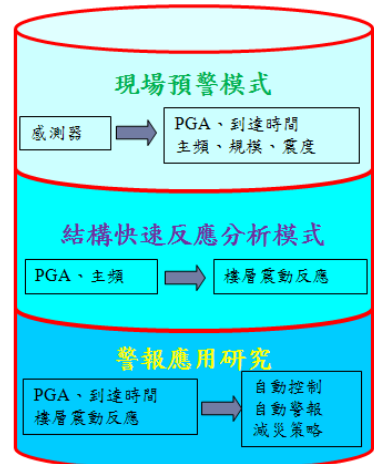 現場預警模式
感測器
PGA、到達時間
主頻、規模、震度
結構快速反應分析模式
PGA、主頻
樓層震動反應
警報應用研究
PGA、到達時間
樓層震動反應
自動控制
自動警報
減災策略